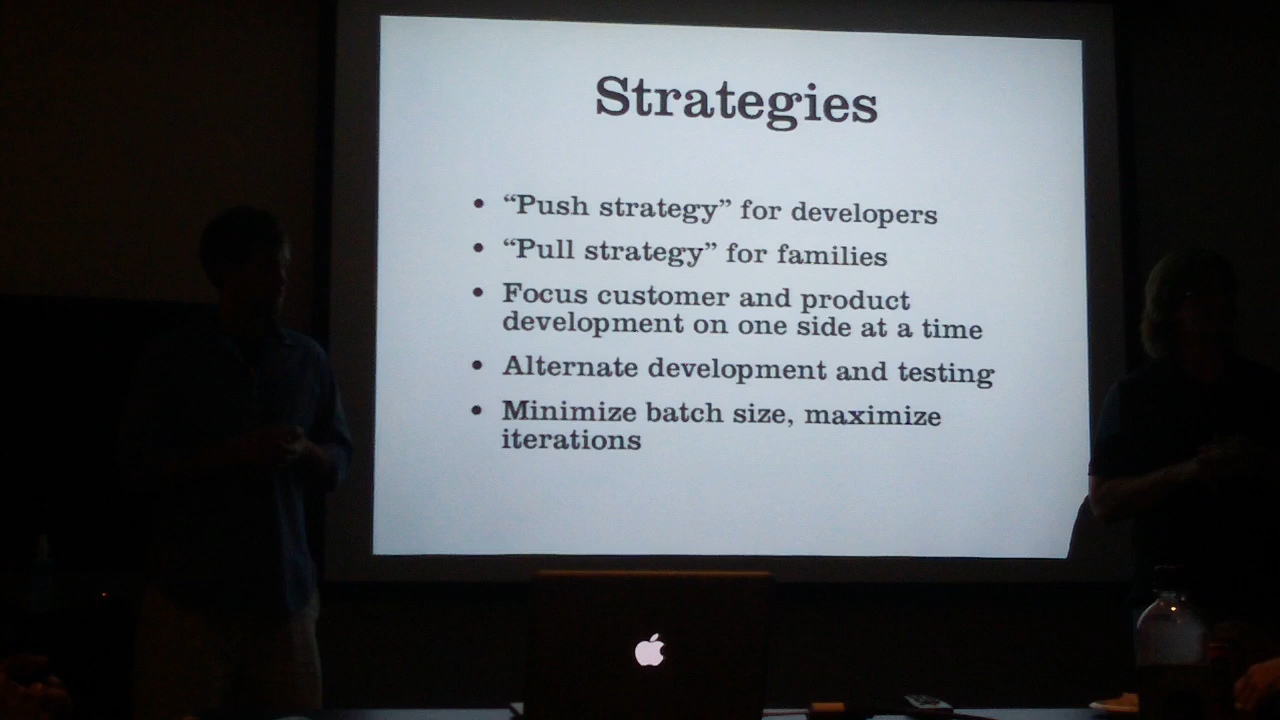 Strategies
• “Push strategy” for developers
• “Pull strategy” for families
• Focus customer and product
development on one side at a time
• Alternate development and testing
• Minimize batch size, maximize
iterations